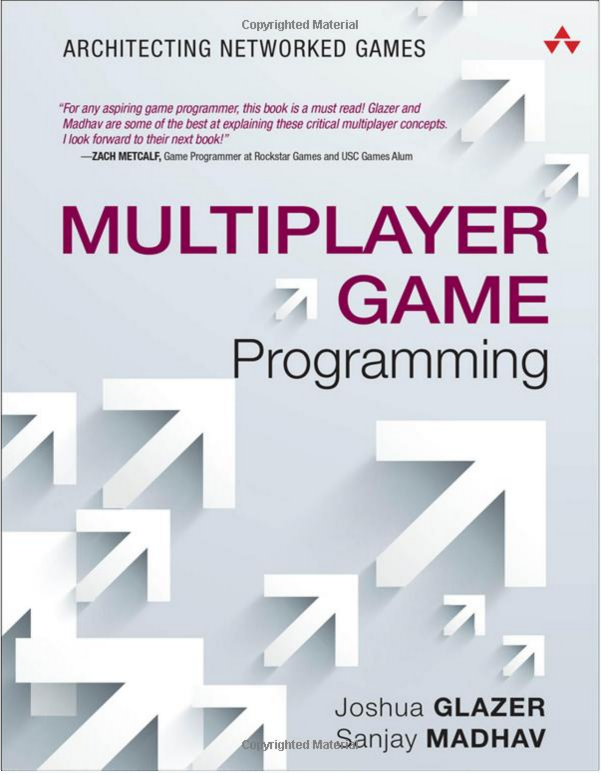 Copyrighted Material
ARCHITECTING NETWORKED GAMES
“For any aspiring game programmer, this book is a must read! Glazer and
Madhav are some of the best at explaining these critical multiplayer concepts.
I look forward to their next book!”
—ZACH METCALF, Game Programmer at Rockstar Games and USC Games Alum
MULTIPLAYER
GAME
Programming
Joshua GLAZER
Sanjay MADHAV
Copyrighted Material